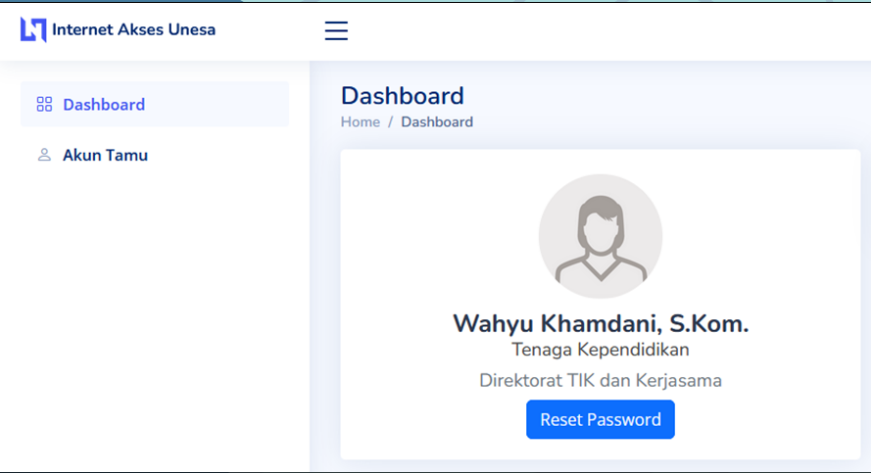 Internet Akses Unesa
Dashboard
Akun Tamu
Dashboard
Home / Dashboard
Wahyu Khamdani, S.Kom.
Tenaga Kependidikan
Direktorat TIK dan Kerjasama
Reset Password